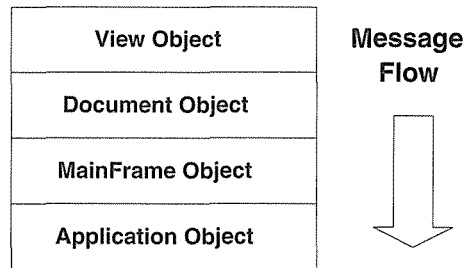 View Object
Document Object
MainFrame Object
Application Object
Message
Flow